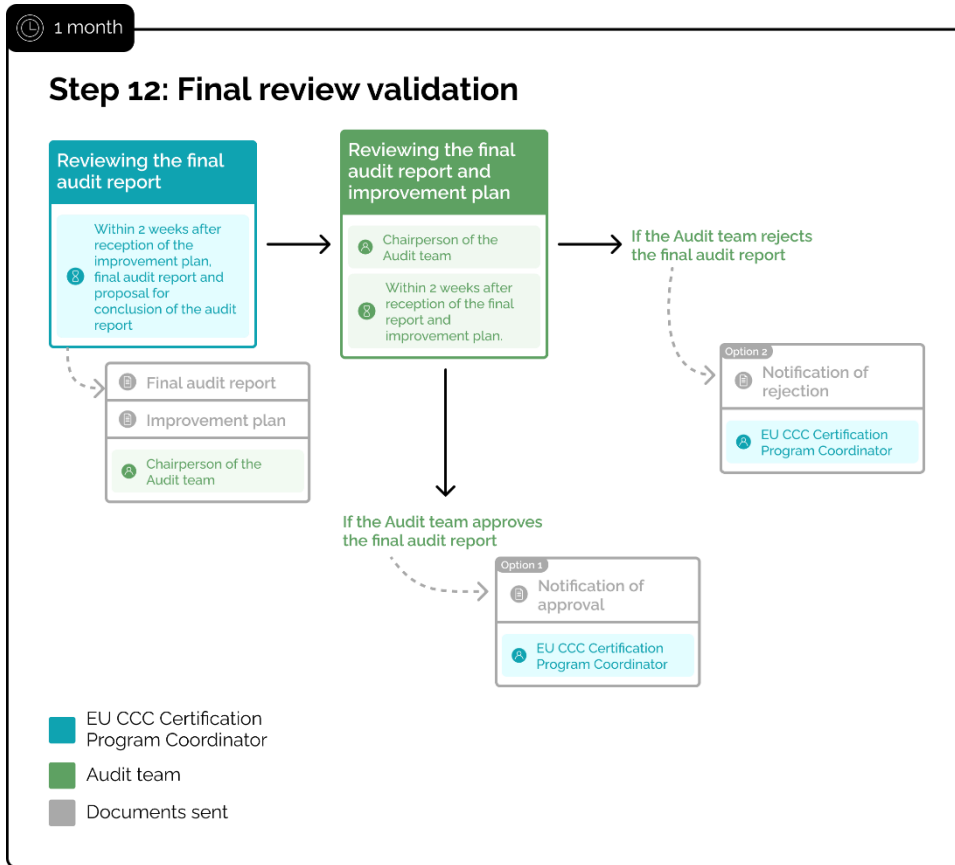 1 month
Step 12: Final review validation
Reviewing the final
audit report
Within 2 weeks after
reception of the
improvement plan,
final audit report and
proposal for
conclusion of the audit
report
Final audit report
Improvement plan
Chairperson of the
Audit team
Reviewing the final
audit report and
improvement plan
Chairperson of the
Audit team
Within 2 weeks after
reception of the final
report and
improvement plan.
If the Audit team rejects
the final audit report
Option 2
Notification of
rejection
EU CCC Certification
Program Coordinator
If the Audit team approves
the final audit report
Option 1
Notification of
approval
EU CCC Certification
Program Coordinator
EU CCC Certification
Program Coordinator
Audit team
Documents sent